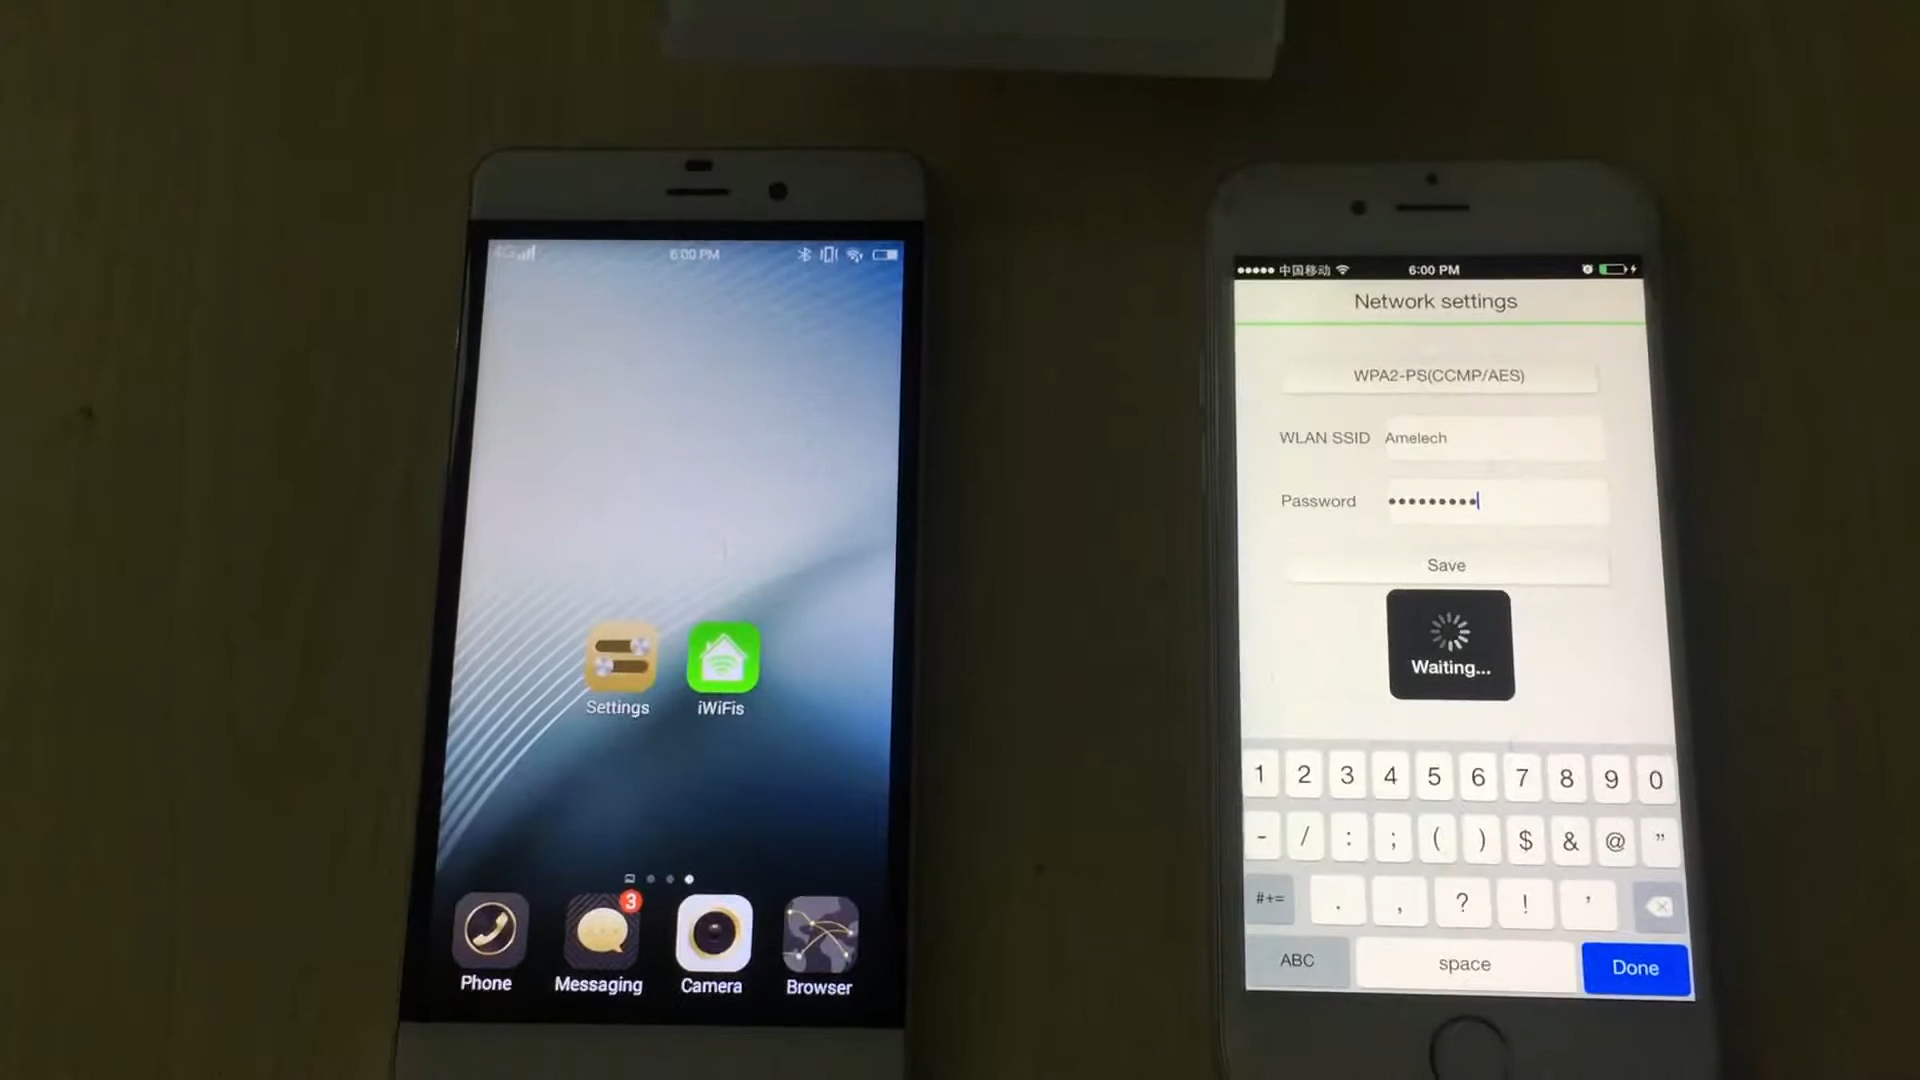 4G
6:00 PM
Settings
iWiFis
3
Phone
Messaging
Camera
Browser
中国移动
6:00 PM
Network settings
WPA2-PS(CCMP/AES)
WLAN SSID Amelech
Password •••••••••
Save
Waiting...
1 2 3 4 5 6 7 8 9 0
- / : ; ( ) $ & @ "
#+= . , ? ! '
ABC space Done